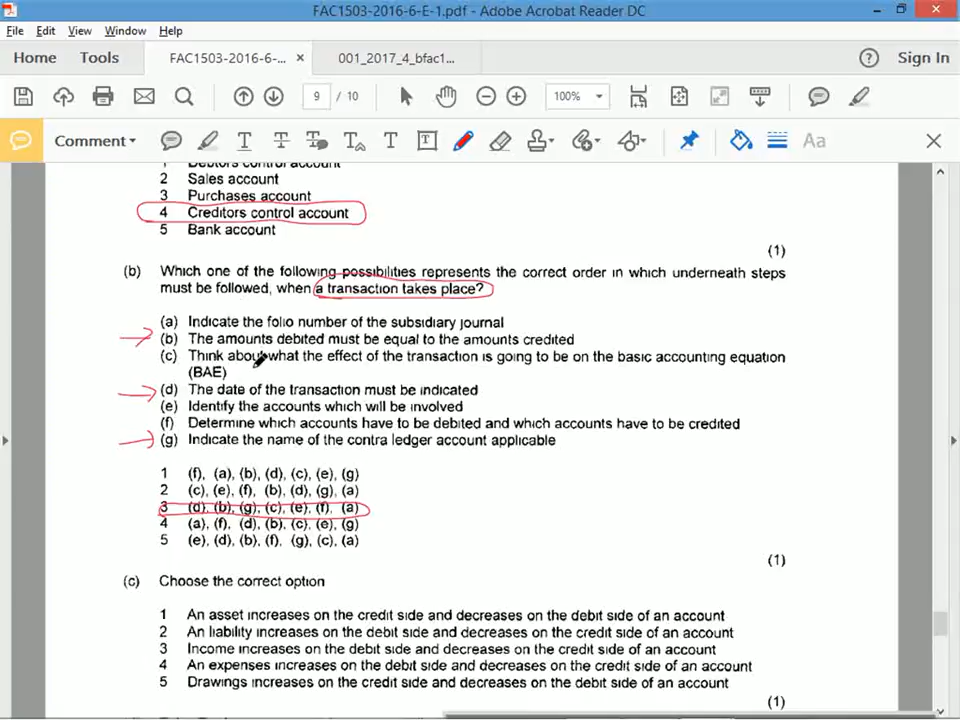 FAC1503-2016-6-E-1.pdf - Adobe Acrobat Reader DC
File Edit View Window Help
Home Tools FAC1503-2016-6-... × 001_2017_4_bfac1... ? Sign In
9 / 10 100%
Comment Aa
1 Debtors control account
2 Sales account
3 Purchases account
4 Creditors control account
5 Bank account
(1)
(b) Which one of the following possibilities represents the correct order in which underneath steps
must be followed, when a transaction takes place?
(a) Indicate the folio number of the subsidiary journal
(b) The amounts debited must be equal to the amounts credited
(c) Think about what the effect of the transaction is going to be on the basic accounting equation
(BAE)
(d) The date of the transaction must be indicated
(e) Identify the accounts which will be involved
(f) Determine which accounts have to be debited and which accounts have to be credited
(g) Indicate the name of the contra ledger account applicable
1 (f), (a), (b), (d), (c), (e), (g)
2 (c), (e), (f), (b), (d), (g), (a)
3 (d), (b), (g), (c), (e), (f), (a)
4 (a), (f), (d), (b), (c), (e), (g)
5 (e), (d), (b), (f), (g), (c), (a)
(1)
(c) Choose the correct option
1 An asset increases on the credit side and decreases on the debit side of an account
2 An liability increases on the debit side and decreases on the credit side of an account
3 Income increases on the debit side and decreases on the credit side of an account
4 An expenses increases on the debit side and decreases on the credit side of an account
5 Drawings increases on the credit side and decreases on the debit side of an account
(1)